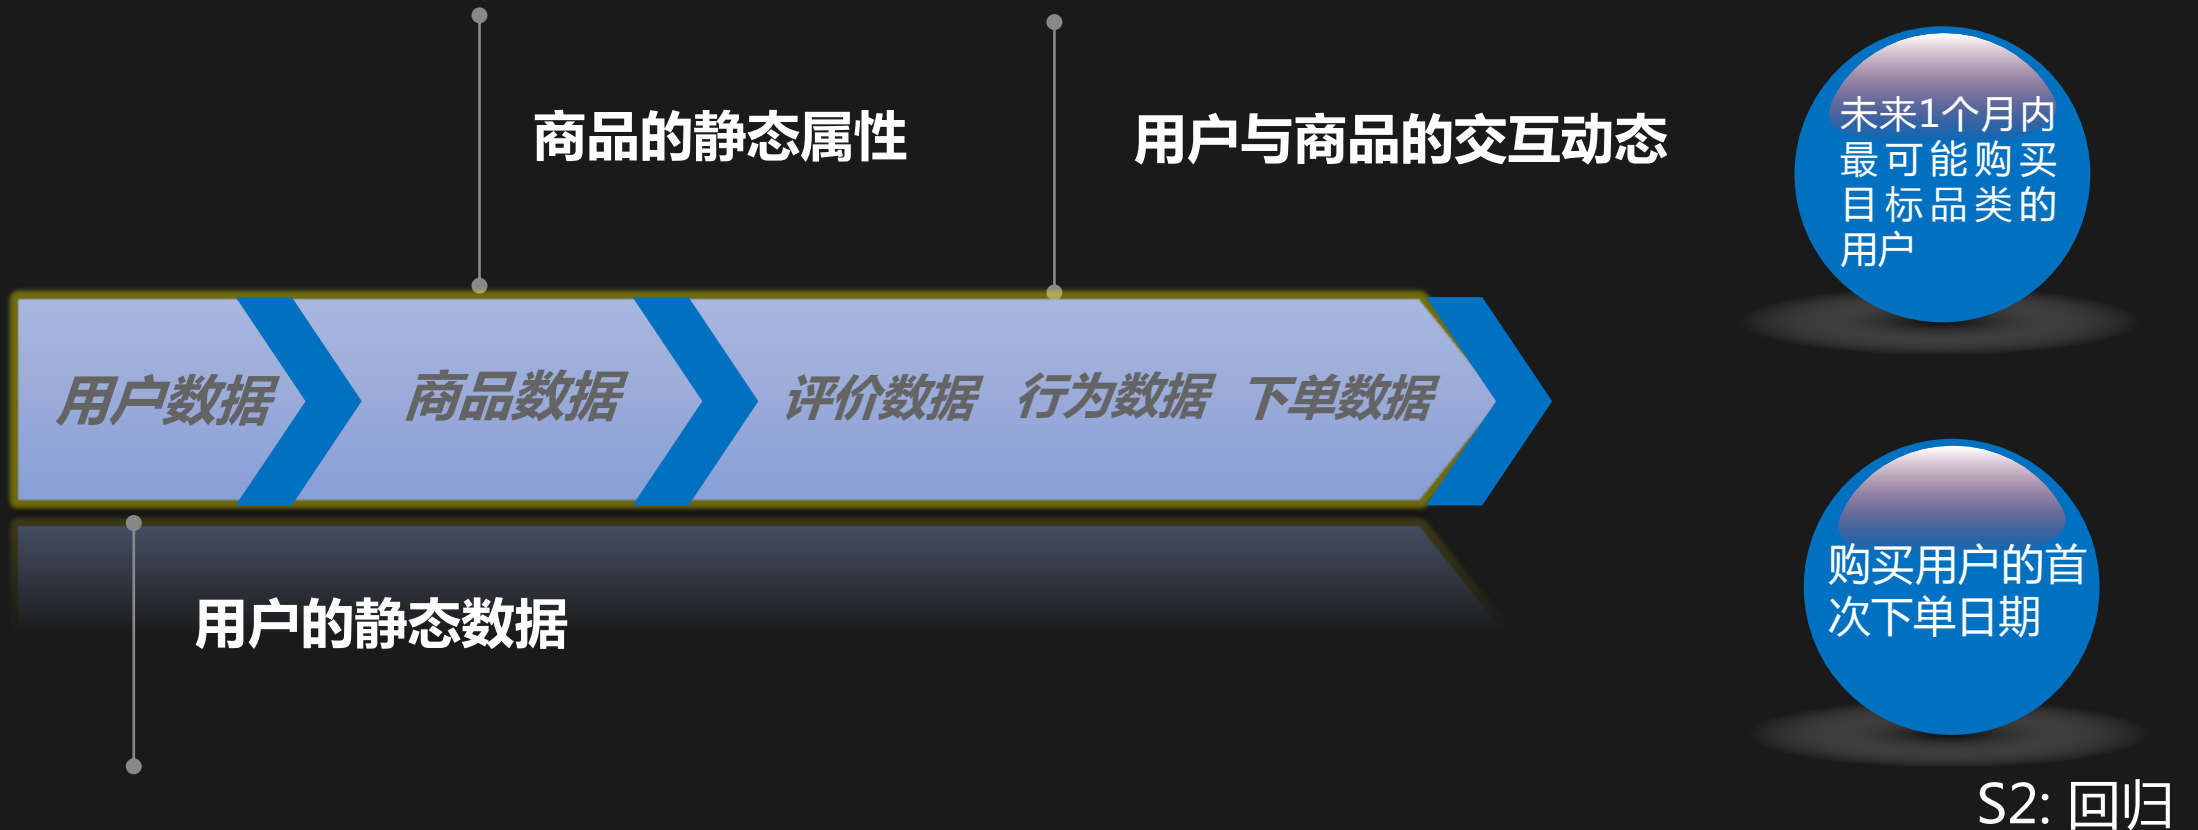 商品的静态属性
用户与商品的交互动态
未来1个月内
最可能购买
目标品类的
用户
用户数据
商品数据
评价数据
行为数据
下单数据
用户的静态数据
购买用户的首
次下单日期
S2: 回归